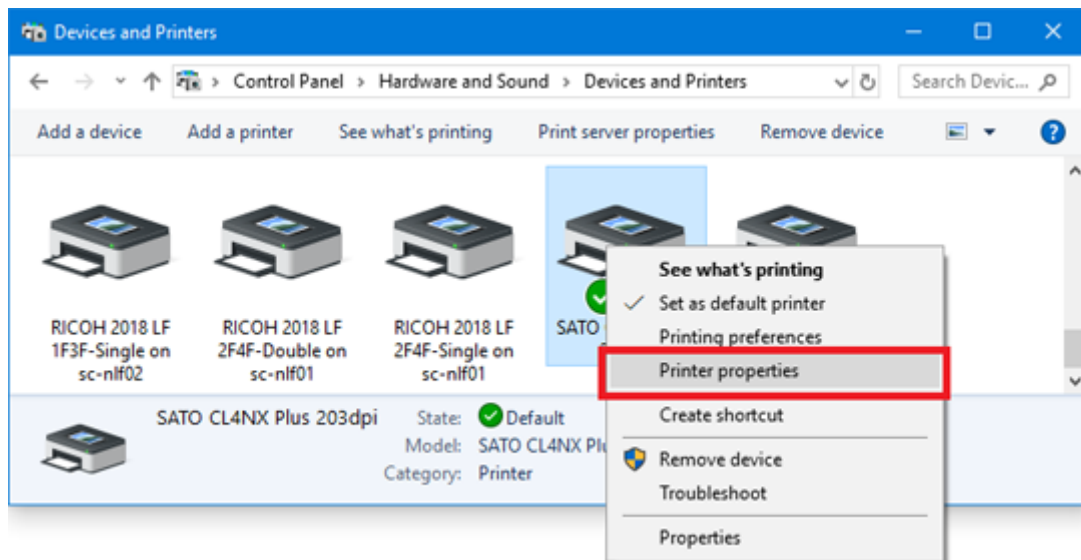 Devices and Printers
Control Panel > Hardware and Sound > Devices and Printers
Search Devic...
Add a device
Add a printer
See what's printing
Print server properties
Remove device
RICOH 2018 LF
1F3F-Single on
sc-nlf02
RICOH 2018 LF
2F4F-Double on
sc-nlf01
RICOH 2018 LF
2F4F-Single on
sc-nlf01
SATO
See what's printing
Set as default printer
Printing preferences
Printer properties
Create shortcut
Remove device
Troubleshoot
Properties
SATO CL4NX Plus 203dpi
State: Default
Model: SATO CL4NX
Category: Printer